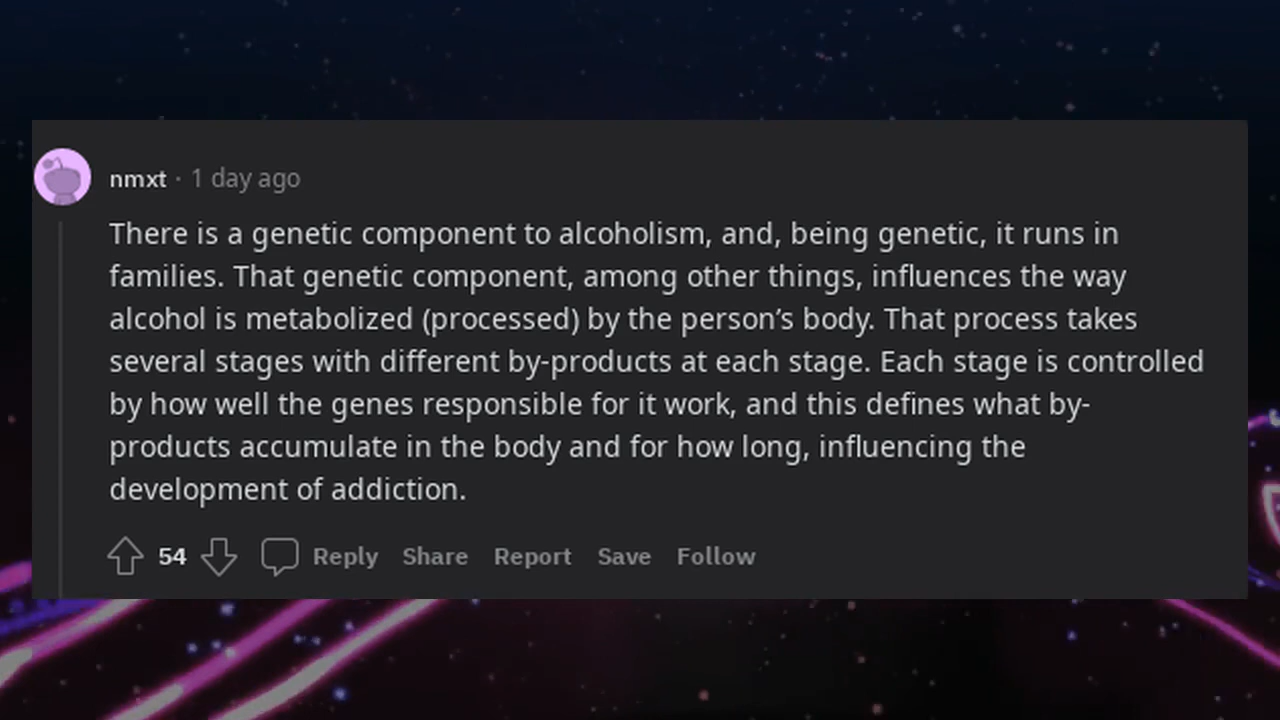 nmxt · 1 day ago
There is a genetic component to alcoholism, and, being genetic, it runs in
families. That genetic component, among other things, influences the way
alcohol is metabolized (processed) by the person’s body. That process takes
several stages with different by-products at each stage. Each stage is controlled
by how well the genes responsible for it work, and this defines what by-
products accumulate in the body and for how long, influencing the
development of addiction.
54 Reply Share Report Save Follow